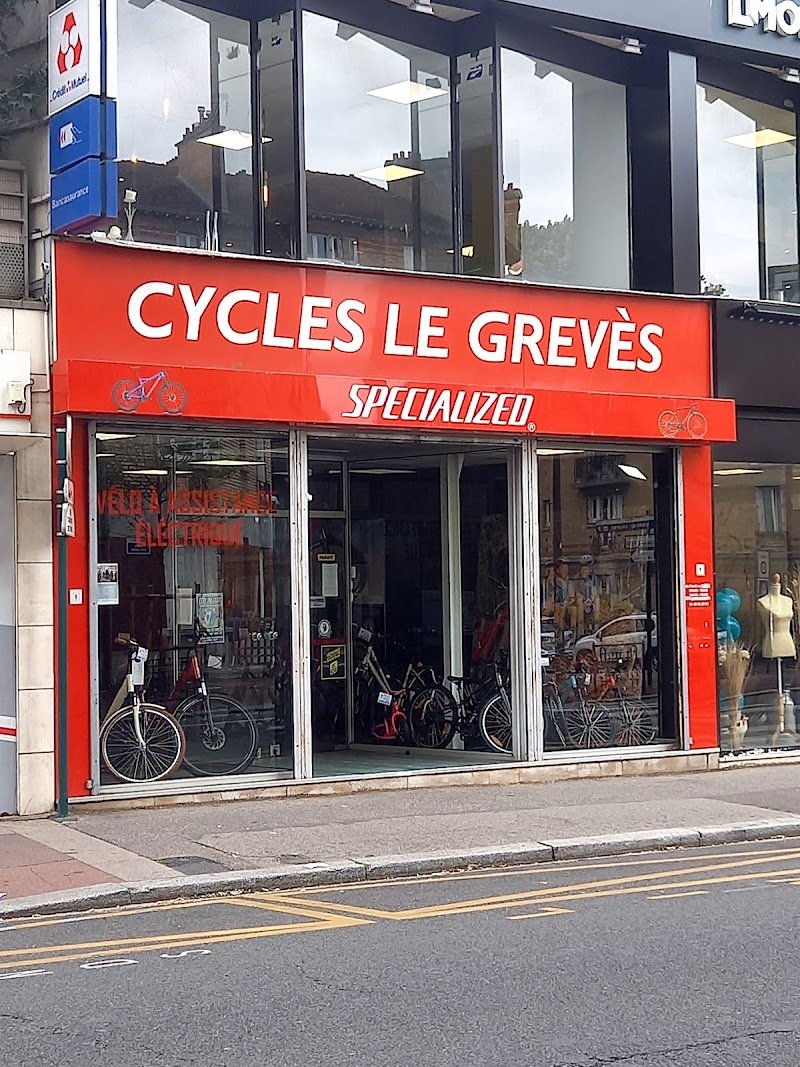 Crédit Mutuel
Bancassurance
CYCLES LE GREVÈS
SPECIALIZED
VÉLO À ASSISTANCE
ÉLECTRIQUE